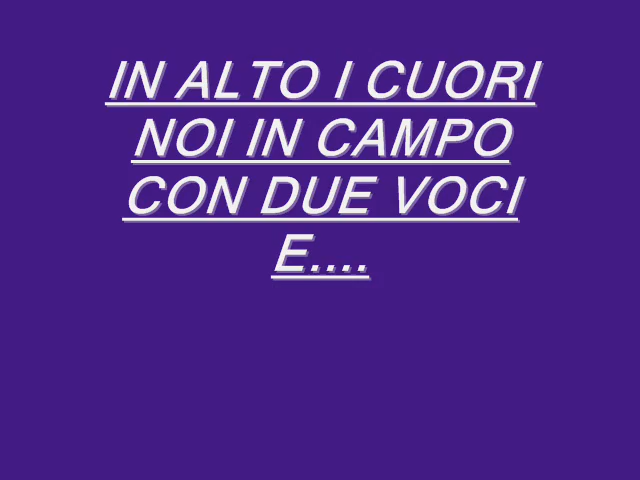 IN ALTO I CUORI
NOI IN CAMPO
CON DUE VOCI
E....